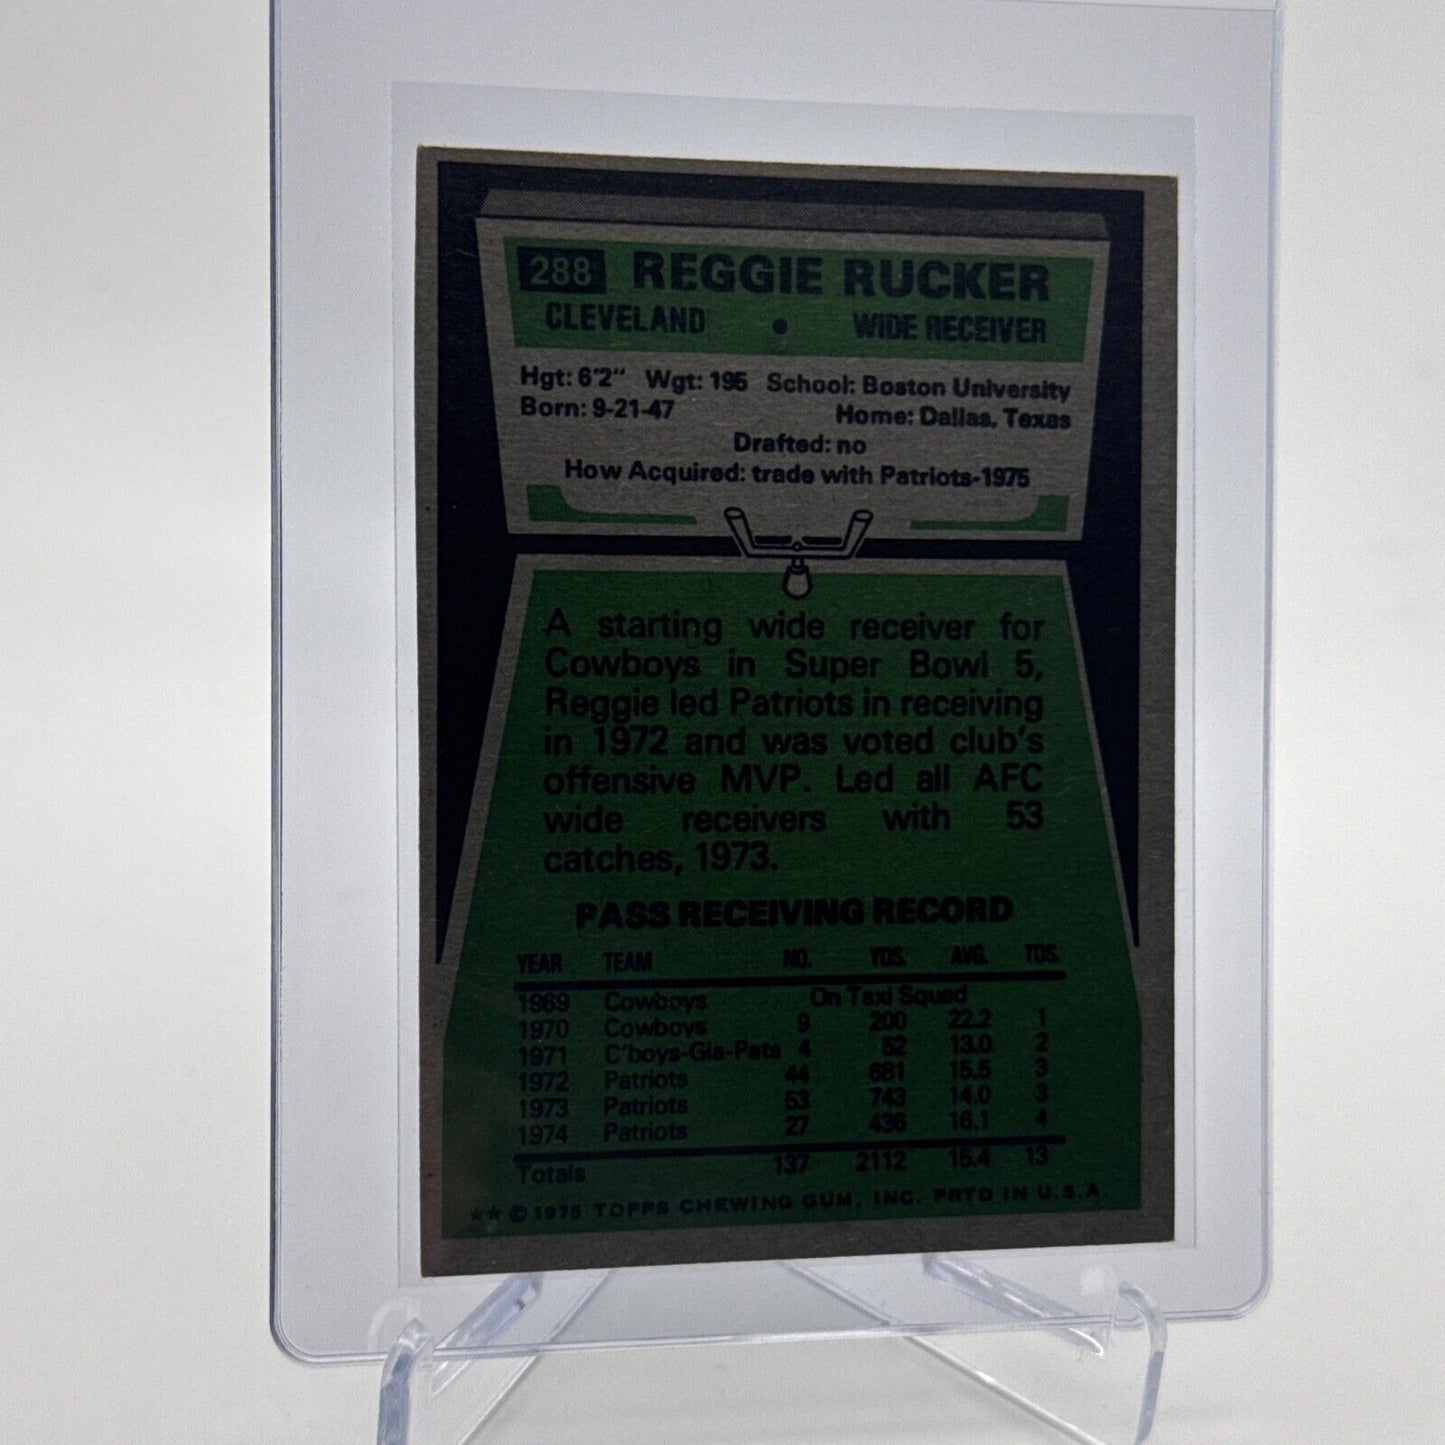 288 REGGIE RUCKER
CLEVELAND • WIDE RECEIVER
Hgt: 6'2" Wgt: 195 School: Boston University
Born: 9-21-47 Home: Dallas, Texas
Drafted: no
How Acquired: trade with Patriots-1975
A starting wide receiver for
Cowboys in Super Bowl 5,
Reggie led Patriots in receiving
in 1972 and was voted club's
offensive MVP. Led all AFC
wide receivers with 53
catches, 1973.
PASS RECEIVING RECORD
YEAR TEAM NO. YDS. AVG. TDS.
1969 Cowboys On Taxi Squad
1970 Cowboys 9 200 22.2 1
1971 C'boys-Gia-Pats 4 52 13.0 2
1972 Patriots 44 681 15.5 3
1973 Patriots 53 743 14.0 3
1974 Patriots 27 436 16.1 4
Totals 137 2112 15.4 13
★★ © 1975 TOPPS CHEWING GUM, INC. PRTD IN U.S.A.